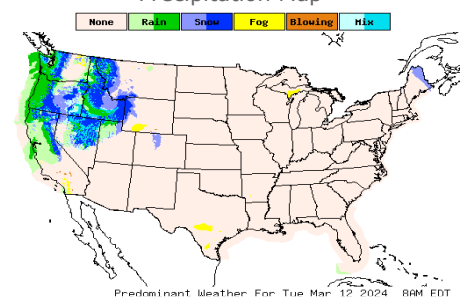 Precipitation Map
None Rain Snow Fog Blowing Mix
Predominant Weather For Tue Mar 12 2024 8AM EDT